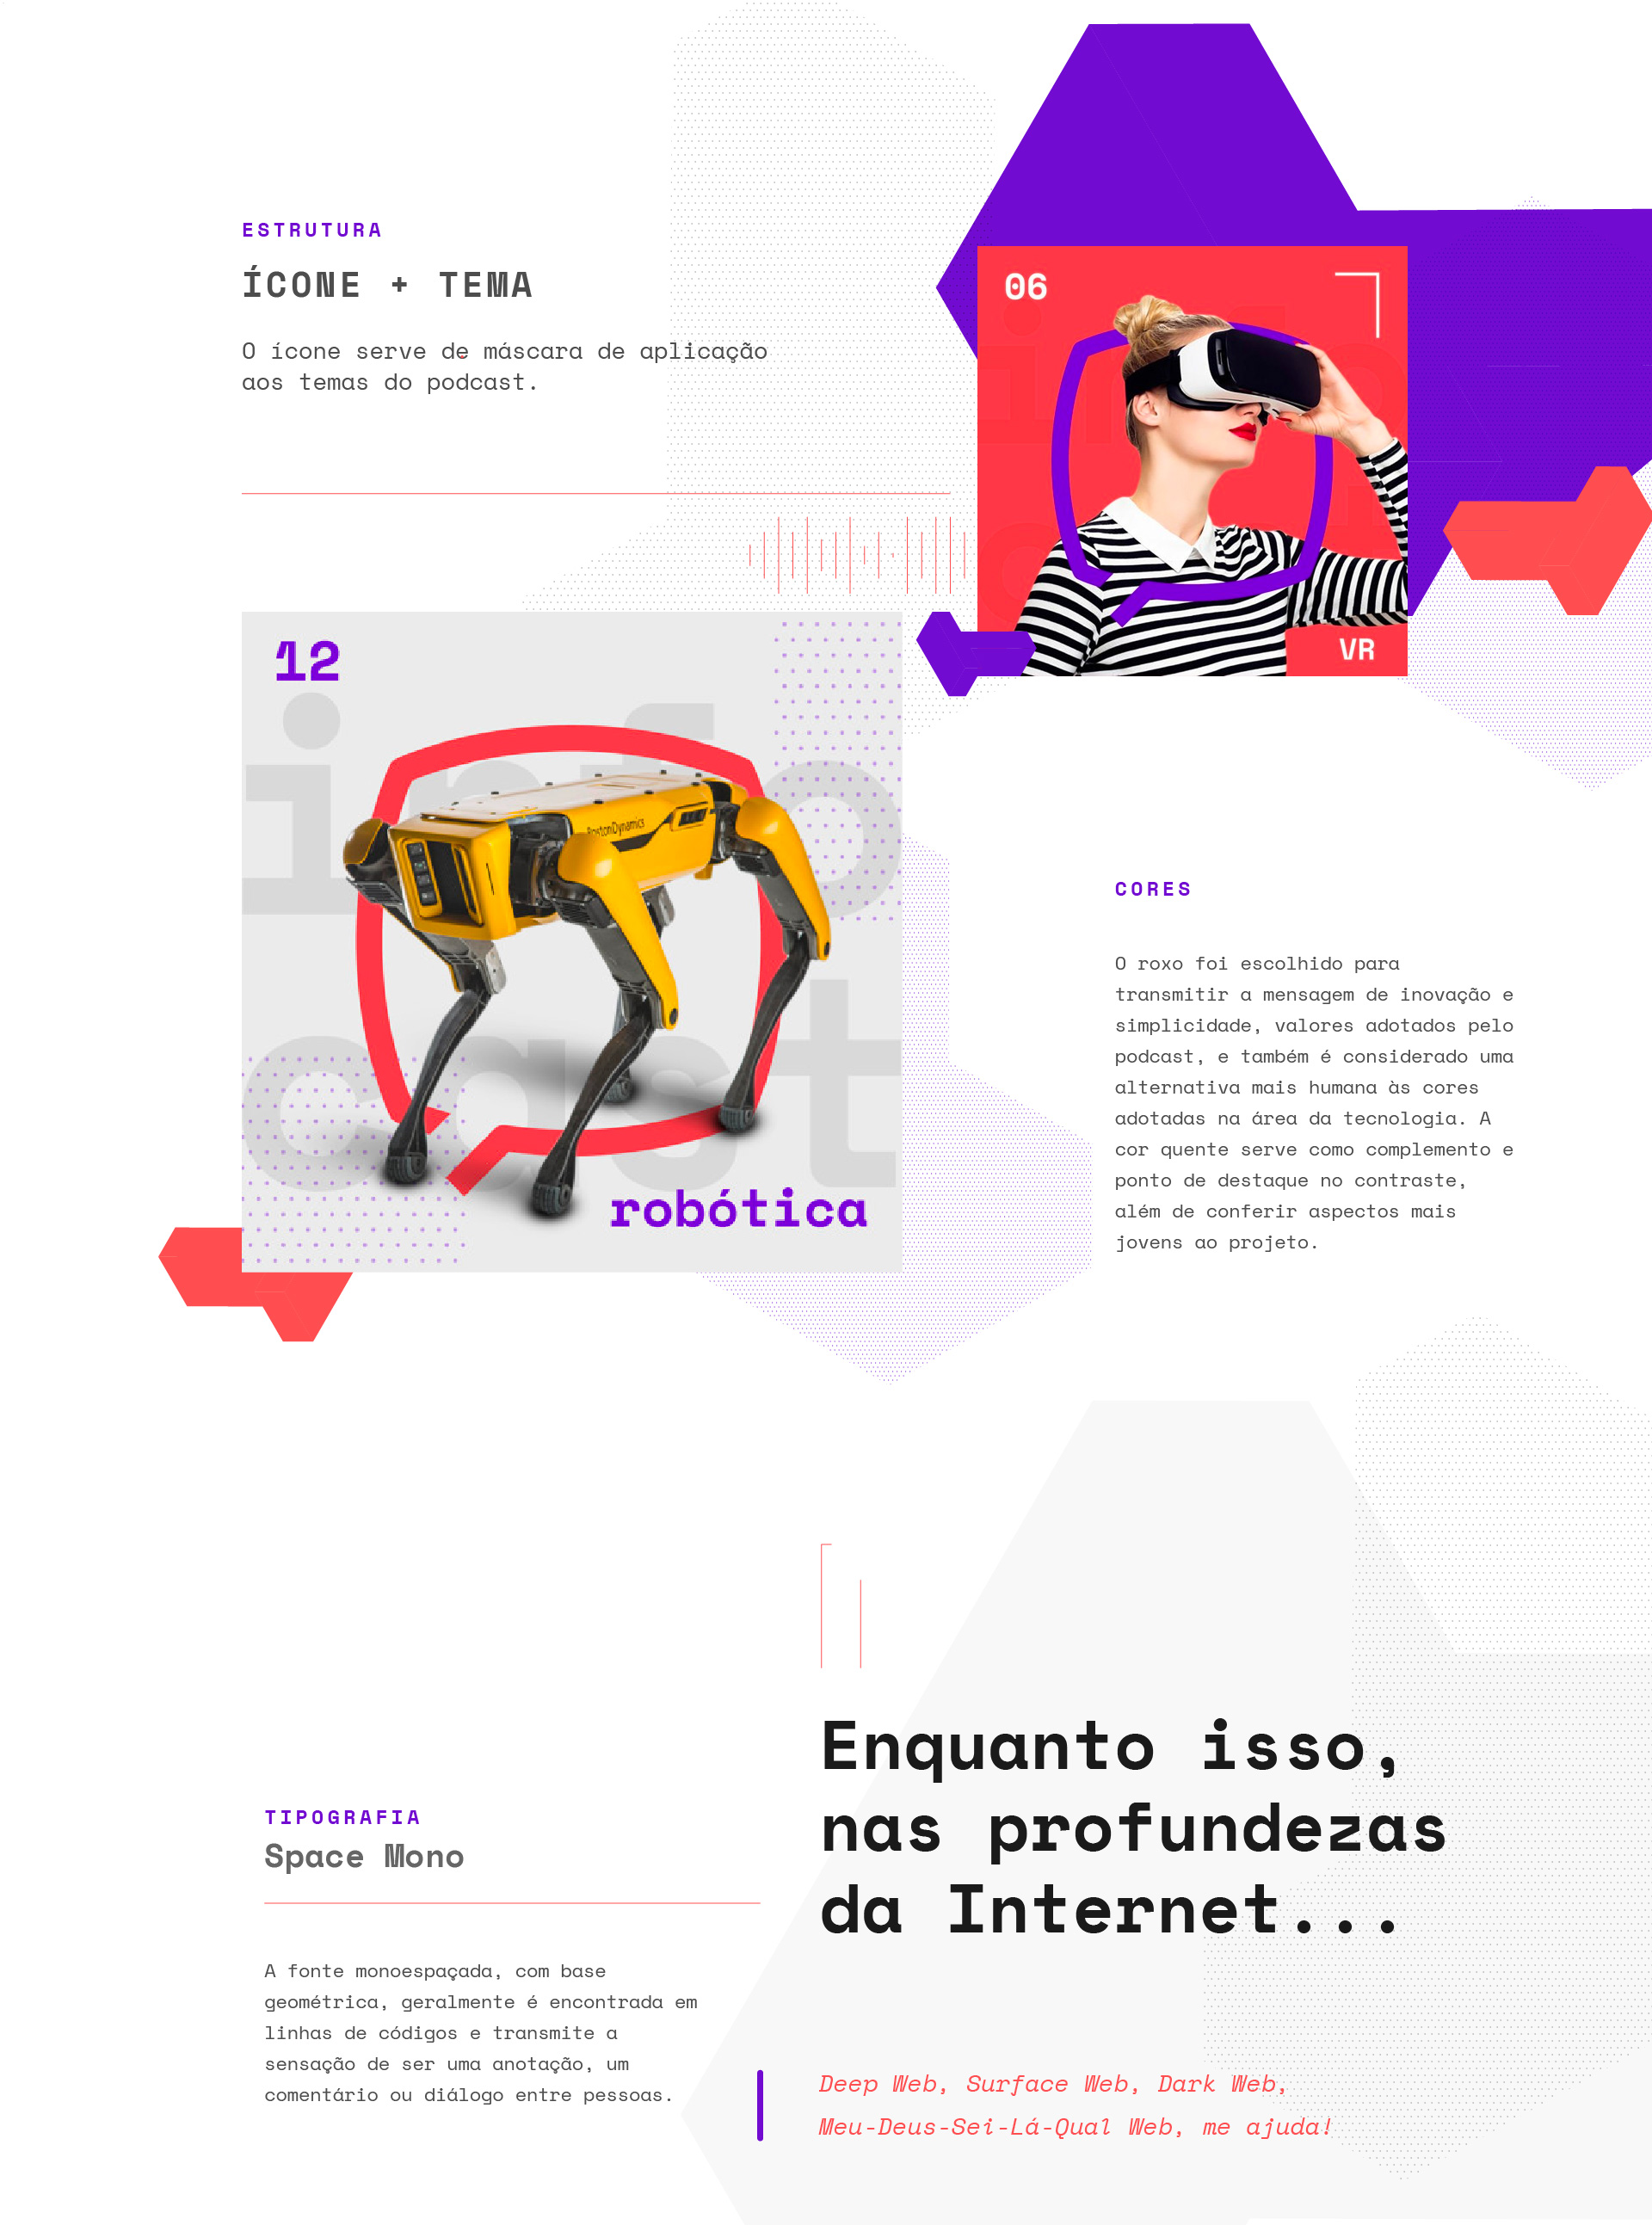 ESTRUTURA
ÍCONE + TEMA
O ícone serve de máscara de aplicação
aos temas do podcast.
06
VR
12
info
cast
BostonDynamics
robótica
CORES
O roxo foi escolhido para
transmitir a mensagem de inovação e
simplicidade, valores adotados pelo
podcast, e também é considerado uma
alternativa mais humana às cores
adotadas na área da tecnologia. A
cor quente serve como complemento e
ponto de destaque no contraste,
além de conferir aspectos mais
jovens ao projeto.
TIPOGRAFIA
Space Mono
A fonte monoespaçada, com base
geométrica, geralmente é encontrada em
linhas de códigos e transmite a
sensação de ser uma anotação, um
comentário ou diálogo entre pessoas.
Enquanto isso,
nas profundezas
da Internet...
Deep Web, Surface Web, Dark Web,
Meu-Deus-Sei-Lá-Qual Web, me ajuda!